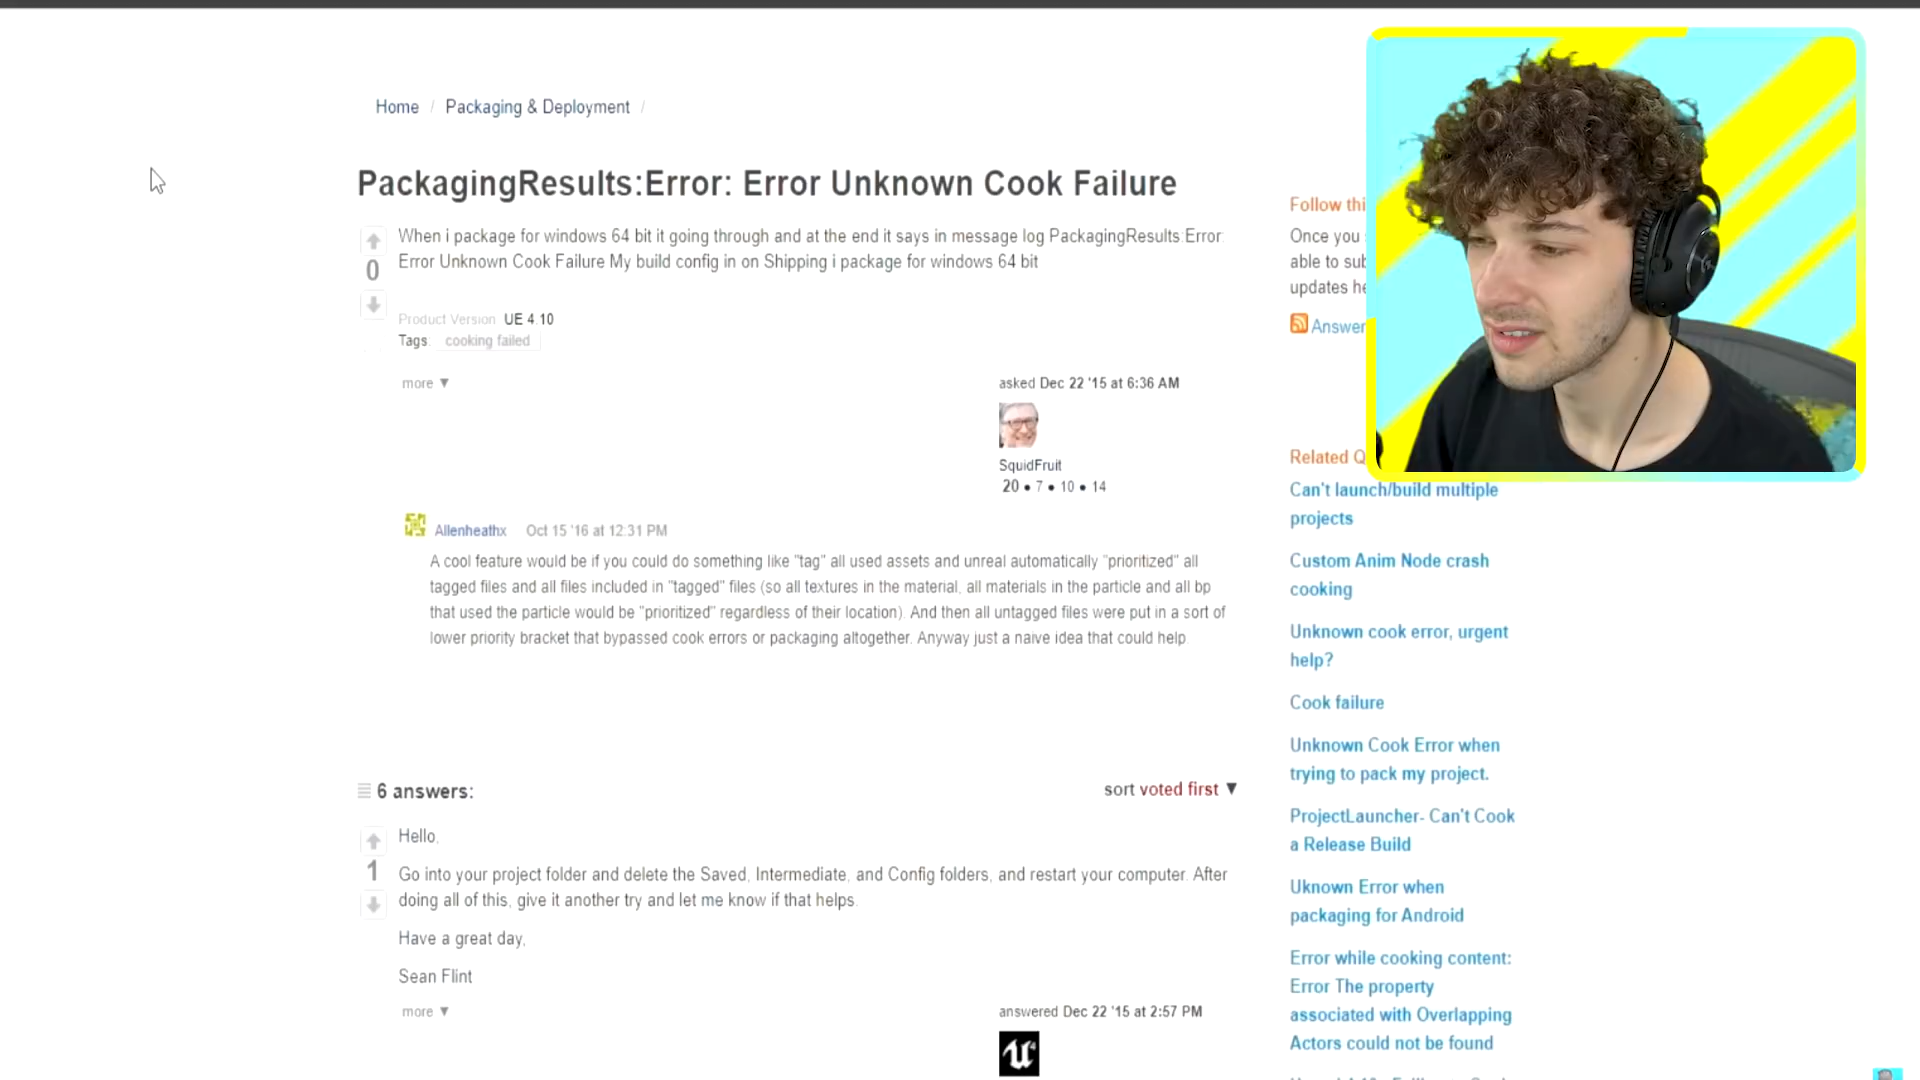 Home / Packaging & Deployment /
PackagingResults:Error: Error Unknown Cook Failure
When i package for windows 64 bit it going through and at the end it says in message log PackagingResults:Error:
Error Unknown Cook Failure My build config in on Shipping i package for windows 64 bit
0
Product Version: UE 4.10
Tags: cooking failed
more ▼
asked Dec 22 '15 at 6:36 AM
SquidFruit
20 ● 7 ● 10 ● 14
Allenheathx Oct 15 '16 at 12:31 PM
A cool feature would be if you could do something like "tag" all used assets and unreal automatically "prioritized" all
tagged files and all files included in "tagged" files (so all textures in the material, all materials in the particle and all bp
that used the particle would be "prioritized" regardless of their location). And then all untagged files were put in a sort of
lower priority bracket that bypassed cook errors or packaging altogether. Anyway just a naive idea that could help
6 answers:
sort voted first ▼
Hello,
1
Go into your project folder and delete the Saved, Intermediate, and Config folders, and restart your computer. After
doing all of this, give it another try and let me know if that helps.
Have a great day,
Sean Flint
more ▼
answered Dec 22 '15 at 2:57 PM
Follow thi
Once you
able to sub
updates he
Answer
Related Q
Can't launch/build multiple
projects
Custom Anim Node crash
cooking
Unknown cook error, urgent
help?
Cook failure
Unknown Cook Error when
trying to pack my project.
ProjectLauncher- Can't Cook
a Release Build
Uknown Error when
packaging for Android
Error while cooking content:
Error The property
associated with Overlapping
Actors could not be found